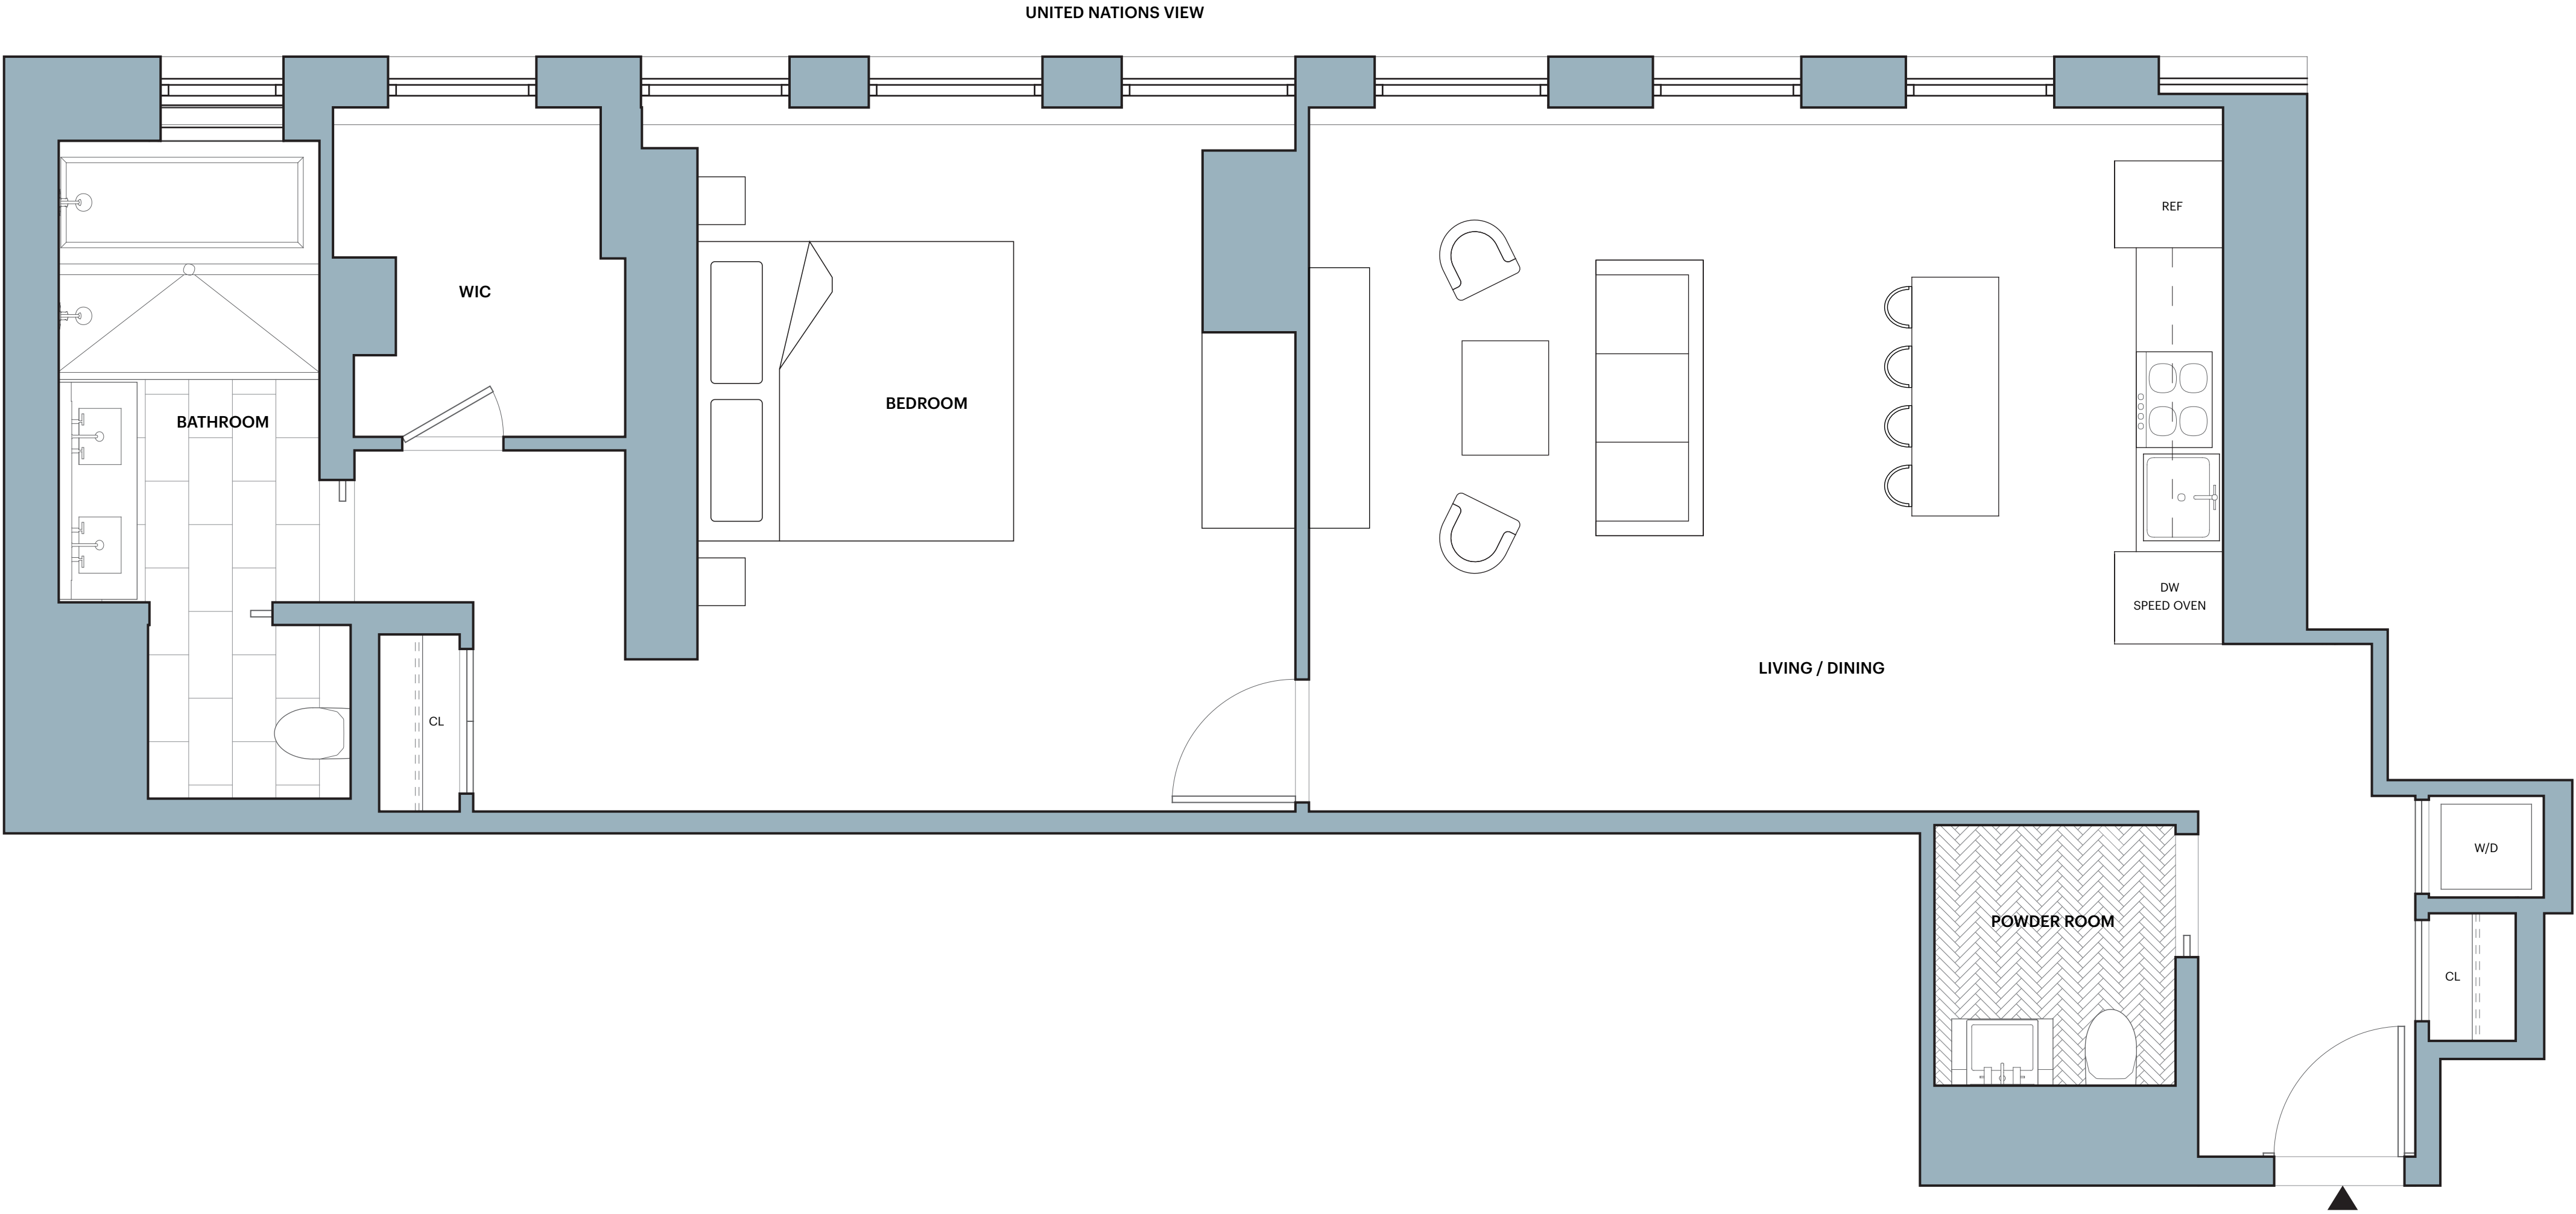 UNITED NATIONS VIEW
REF
WIC
BEDROOM
BATHROOM
DW
SPEED OVEN
LIVING / DINING
CL
W/D
POWDER ROOM
CL